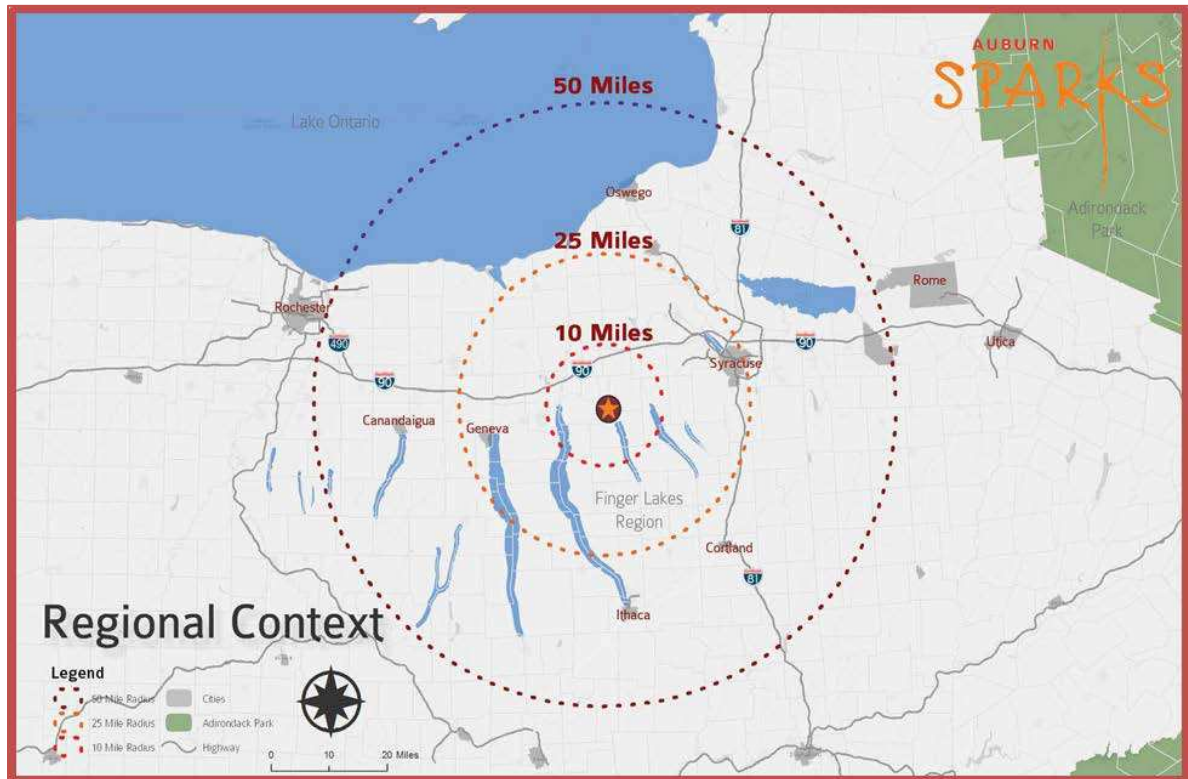 50 Miles
AUBURN
SPARKS
Lake Ontario
Oswego
Adirondack
Park
81
25 Miles
Rome
Rochester
10 Miles
490
90
Utica
Syracuse
90
90
Canandaigua
Geneva
Finger Lakes
Region
Cortland
81
Ithaca
Regional Context
Legend
50 Mile Radius
Cities
25 Mile Radius
Adirondack Park
10 Mile Radius
Highway
0 10 20 Miles